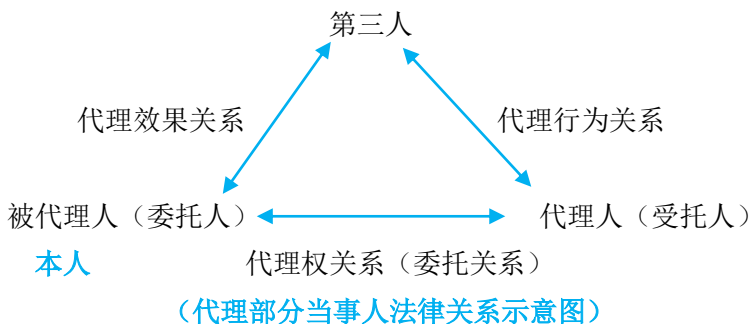 第三人
代理效果关系 代理行为关系
被代理人（委托人） 代理人（受托人）
本人 代理权关系（委托关系）
（代理部分当事人法律关系示意图）